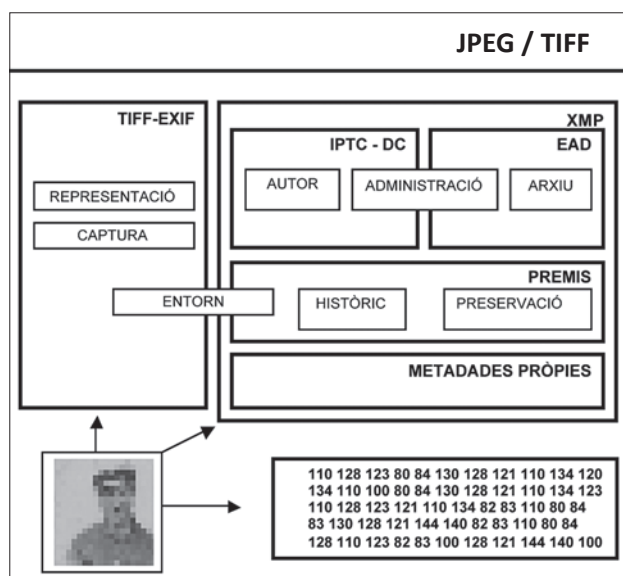 JPEG / TIFF
TIFF-EXIF
REPRESENTACIÓ
CAPTURA
ENTORN
XMP
IPTC - DC
AUTOR
ADMINISTRACIÓ
EAD
ARXIU
PREMIS
HISTÒRIC
PRESERVACIÓ
METADADES PRÒPIES
110 128 123 80 84 130 128 121 110 134 120
134 110 100 80 84 130 128 121 110 134 123
110 128 123 121 110 134 82 83 110 80 84
83 130 128 121 144 140 82 83 110 80 84
128 110 123 82 83 100 128 121 144 140 100